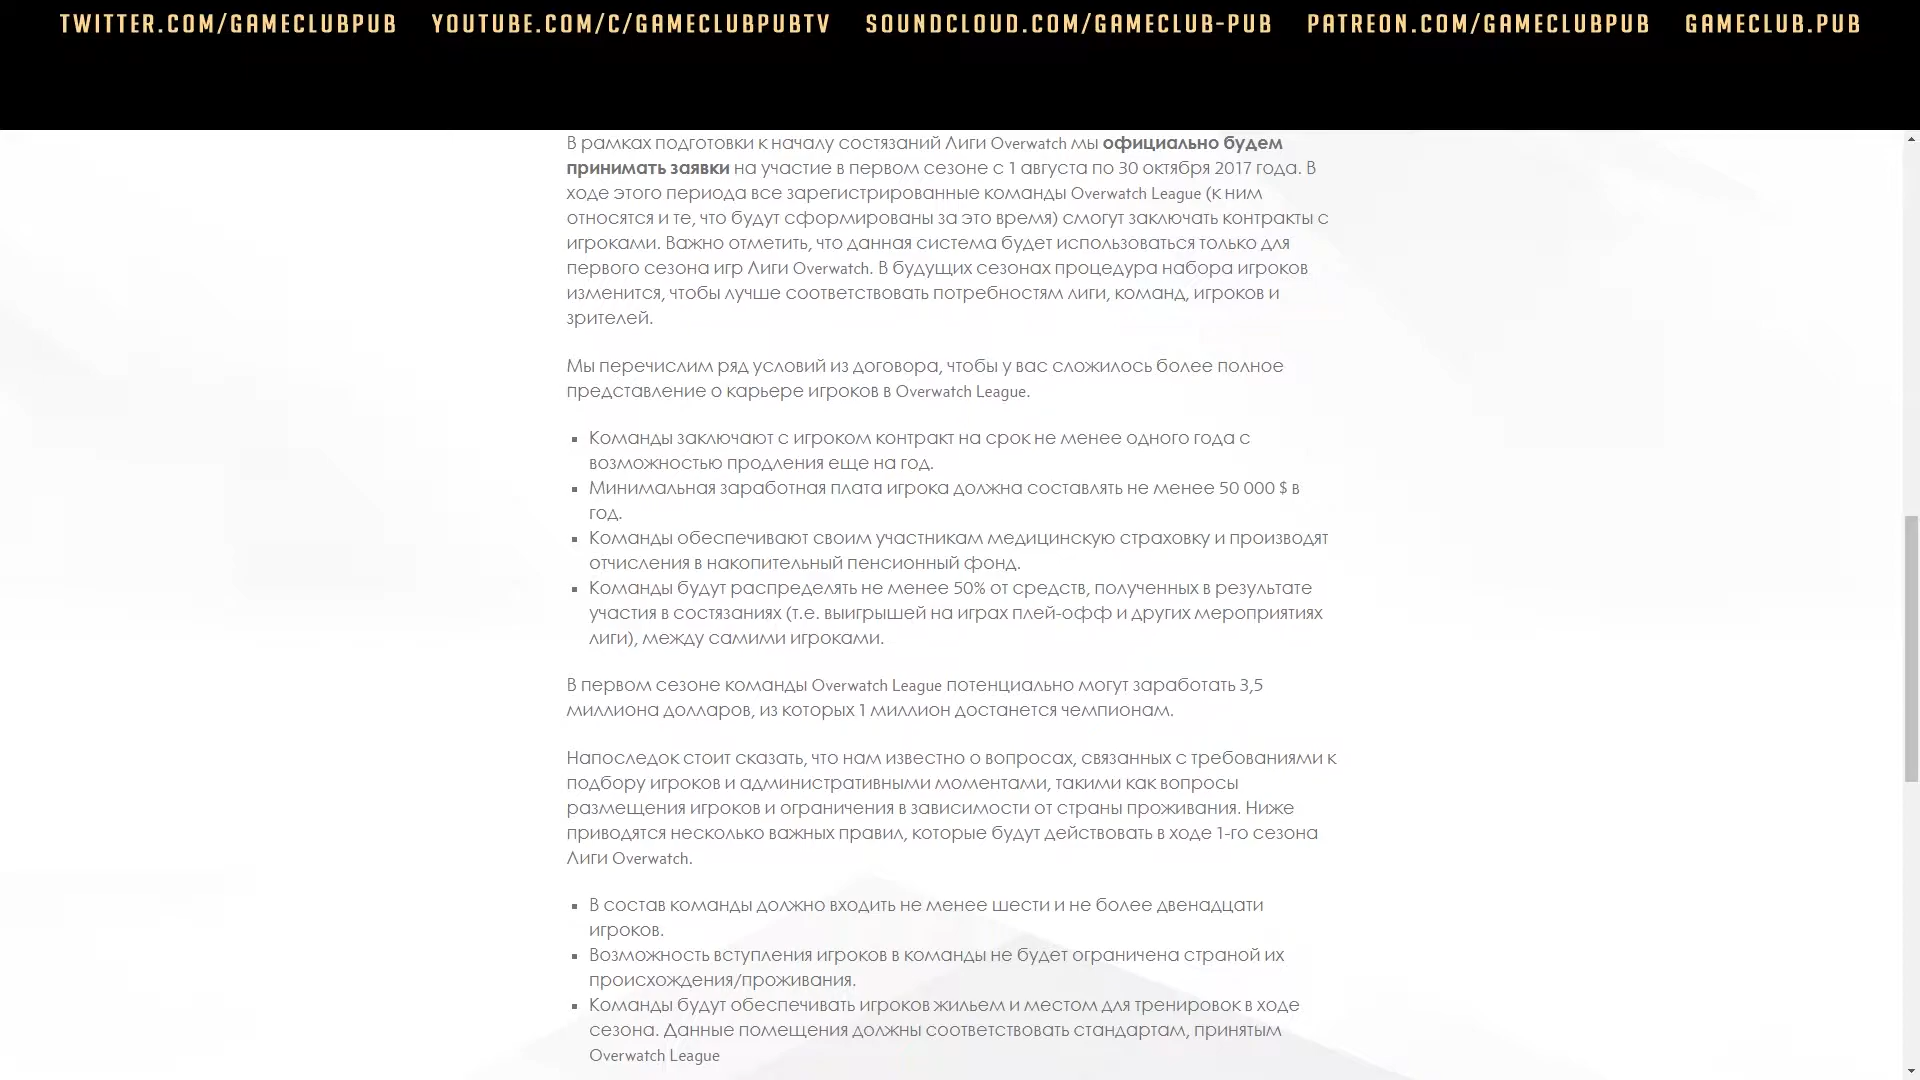 TWITTER.COM/GAMECLUBPUB YOUTUBE.COM/C/GAMECLUBPUBTV SOUNDCLOUD.COM/GAMECLUB-PUB PATREON.COM/GAMECLUBPUB GAMECLUB.PUB
В рамках подготовки к началу состязаний Лиги Overwatch мы официально будем
принимать заявки на участие в первом сезоне с 1 августа по 30 октября 2017 года. В
ходе этого периода все зарегистрированные команды Overwatch League (к ним
относятся и те, что будут сформированы за это время) смогут заключать контракты с
игроками. Важно отметить, что данная система будет использоваться только для
первого сезона игр Лиги Overwatch. В будущих сезонах процедура набора игроков
изменится, чтобы лучше соответствовать потребностям лиги, команд, игроков и
зрителей.
Мы перечислим ряд условий из договора, чтобы у вас сложилось более полное
представление о карьере игроков в Overwatch League.
▪ Команды заключают с игроком контракт на срок не менее одного года с
возможностью продления еще на год.
▪ Минимальная заработная плата игрока должна составлять не менее 50 000 $ в
год.
▪ Команды обеспечивают своим участникам медицинскую страховку и производят
отчисления в накопительный пенсионный фонд.
▪ Команды будут распределять не менее 50% от средств, полученных в результате
участия в состязаниях (т.е. выигрышей на играх плей-офф и других мероприятиях
лиги), между самими игроками.
В первом сезоне команды Overwatch League потенциально могут заработать 3,5
миллиона долларов, из которых 1 миллион достанется чемпионам.
Напоследок стоит сказать, что нам известно о вопросах, связанных с требованиями к
подбору игроков и административными моментами, такими как вопросы
размещения игроков и ограничения в зависимости от страны проживания. Ниже
приводятся несколько важных правил, которые будут действовать в ходе 1-го сезона
Лиги Overwatch.
▪ В состав команды должно входить не менее шести и не более двенадцати
игроков.
▪ Возможность вступления игроков в команды не будет ограничена страной их
происхождения/проживания.
▪ Команды будут обеспечивать игроков жильем и местом для тренировок в ходе
сезона. Данные помещения должны соответствовать стандартам, принятым
Overwatch League